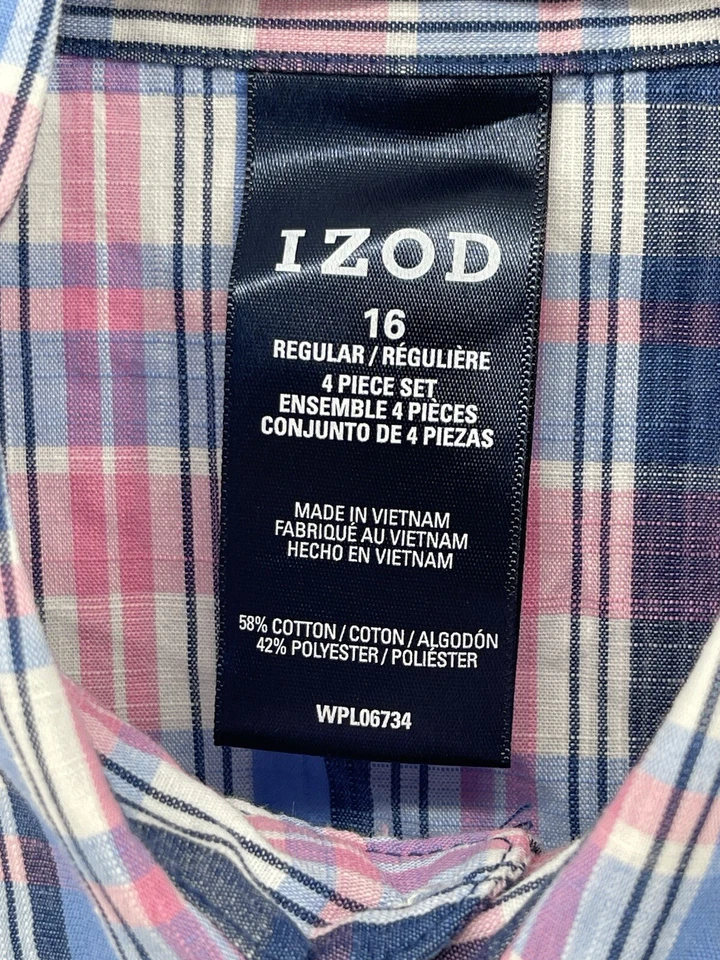 IZOD
16
REGULAR / RÉGULIÈRE
4 PIECE SET
ENSEMBLE 4 PIÈCES
CONJUNTO DE 4 PIEZAS
MADE IN VIETNAM
FABRIQUÉ AU VIETNAM
HECHO EN VIETNAM
58% COTTON / COTON / ALGODÓN
42% POLYESTER / POLIÉSTER
WPL06734